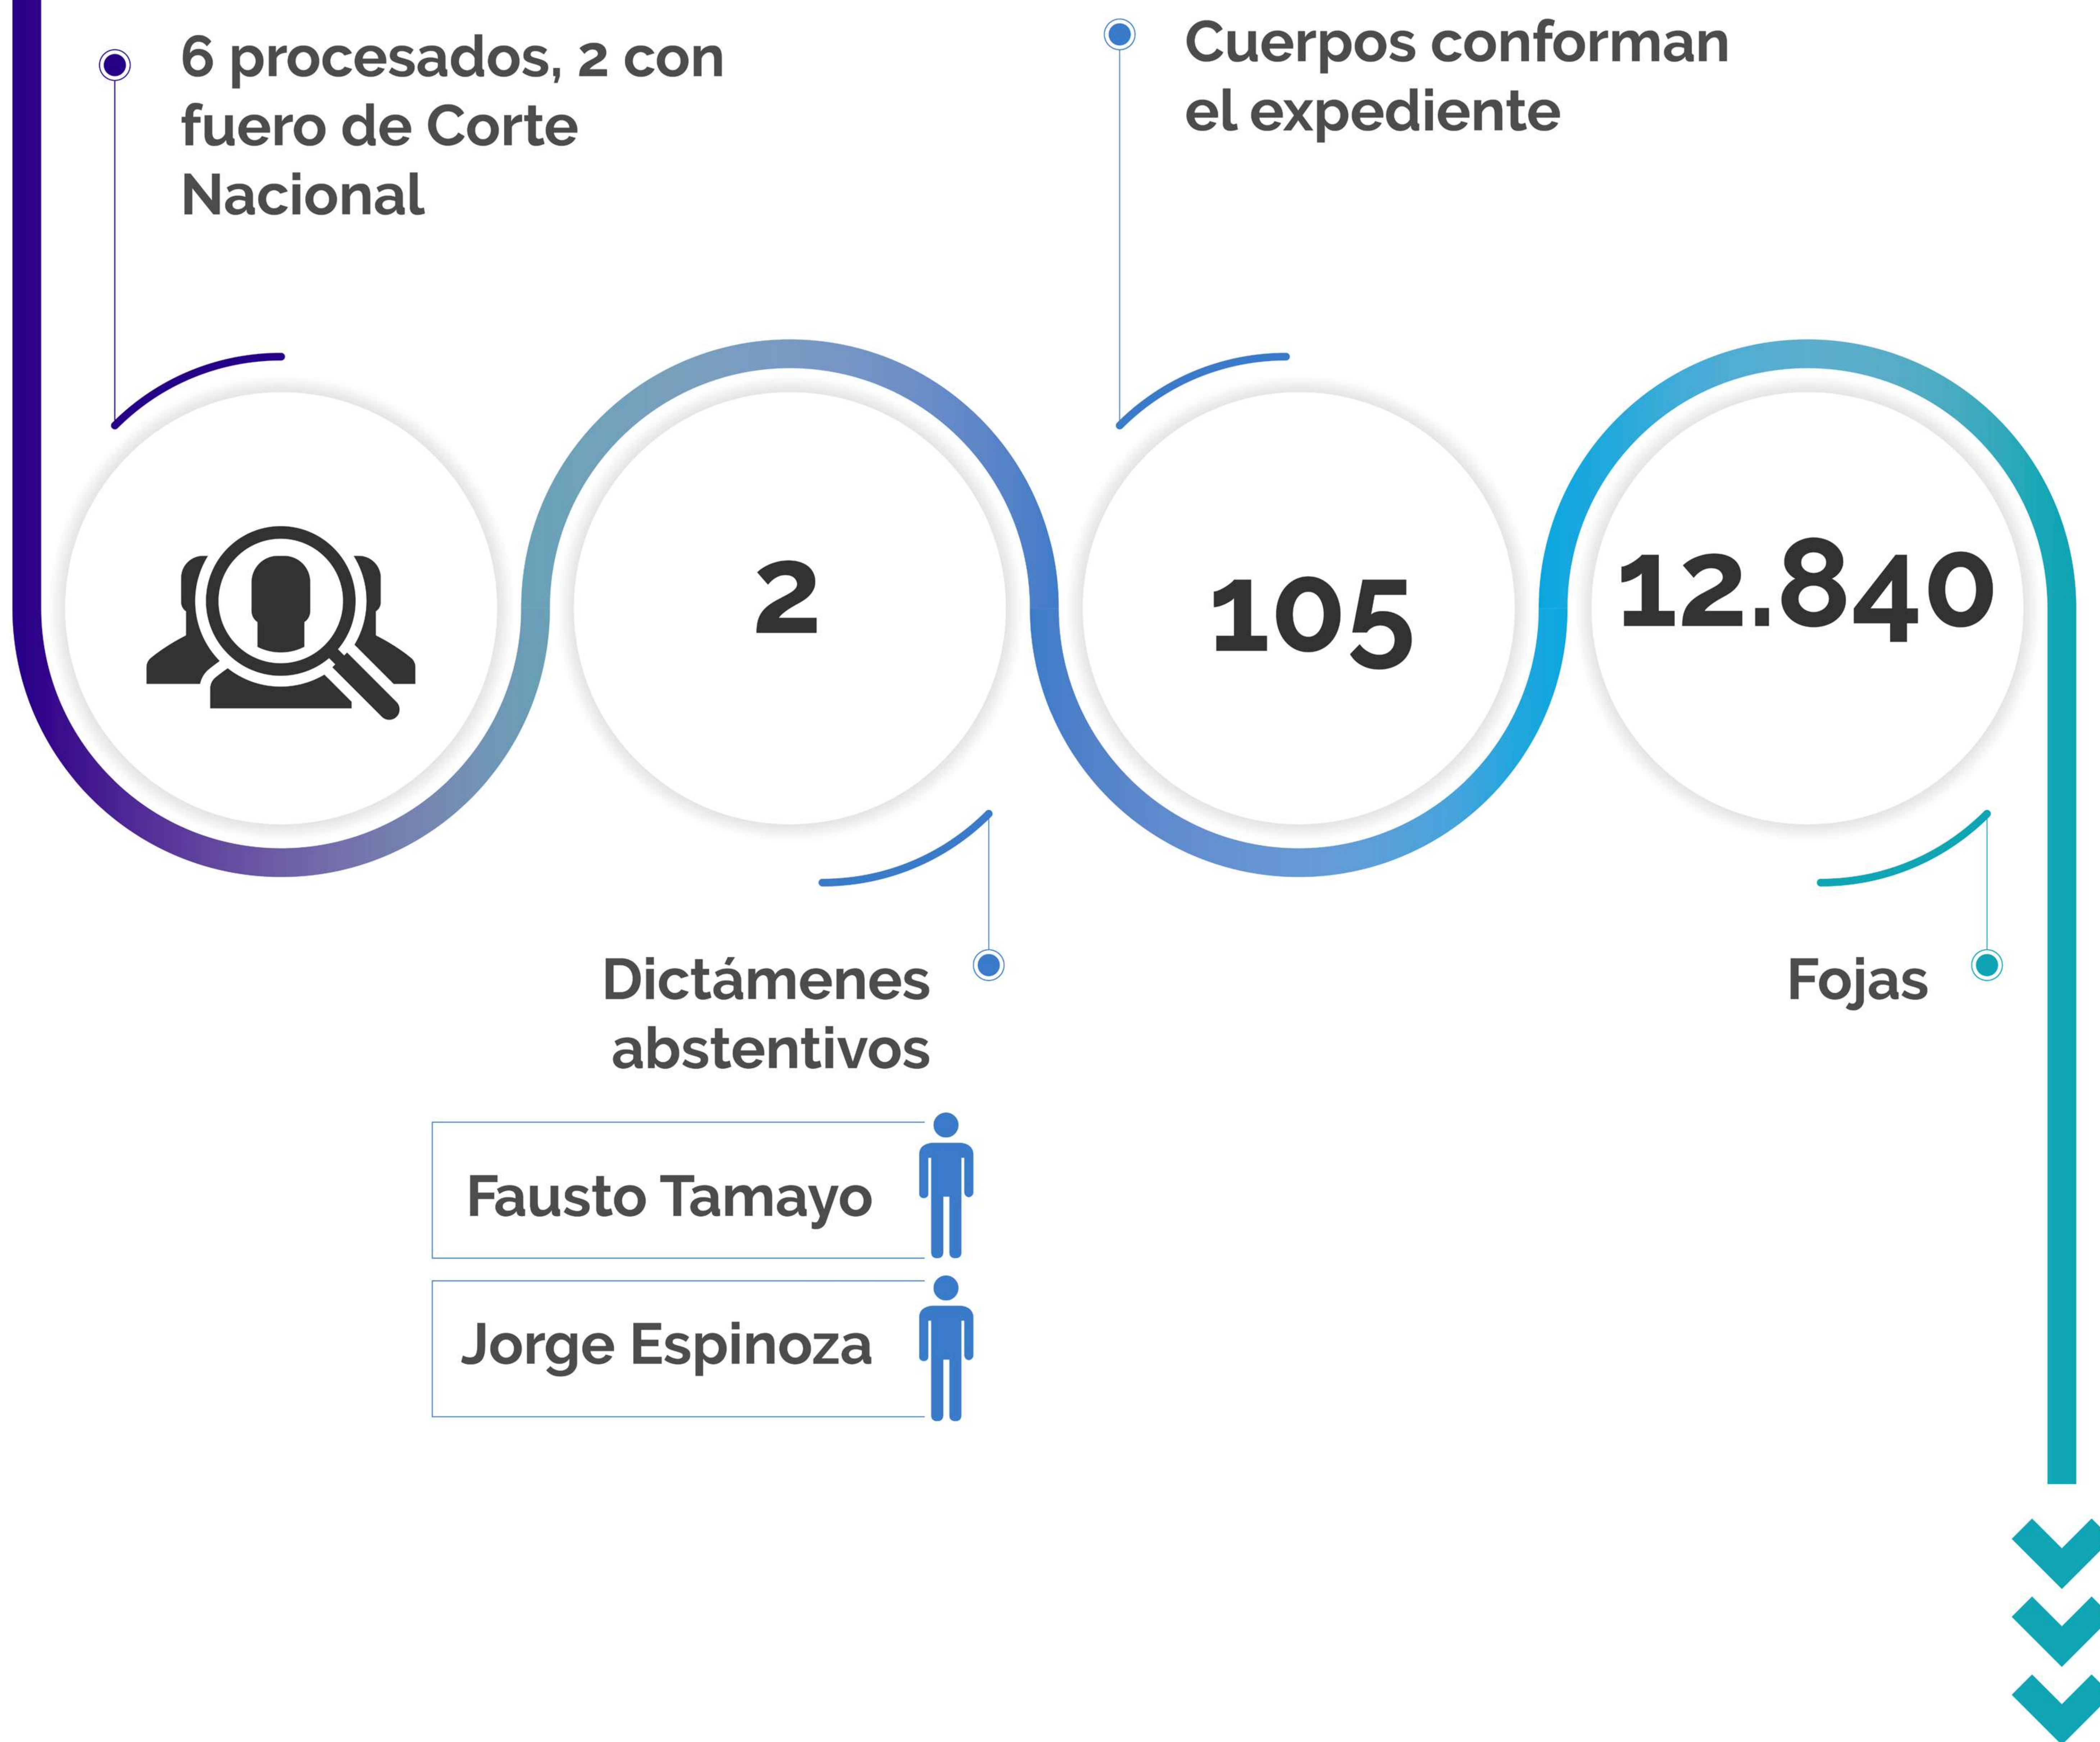 6 procesados, 2 con
fuero de Corte
Nacional
2
Dictámenes
abstentivos
Fausto Tamayo
Jorge Espinoza
Cuerpos conforman
el expediente
105
12.840
Fojas